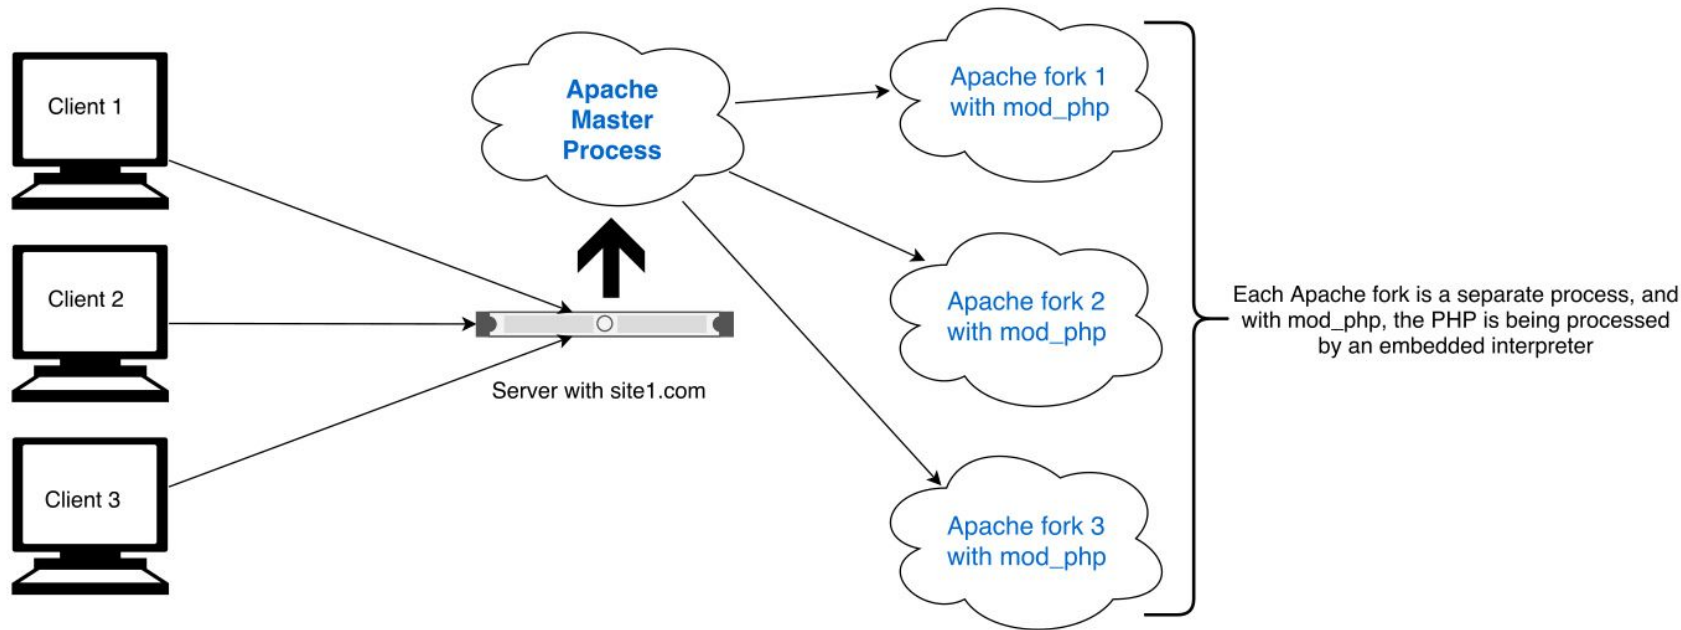 Client 1
Apache
Master
Process
Apache fork 1
with mod_php
Client 2
Server with site1.com
Apache fork 2
with mod_php
Each Apache fork is a separate process, and
with mod_php, the PHP is being processed
by an embedded interpreter
Client 3
Apache fork 3
with mod_php